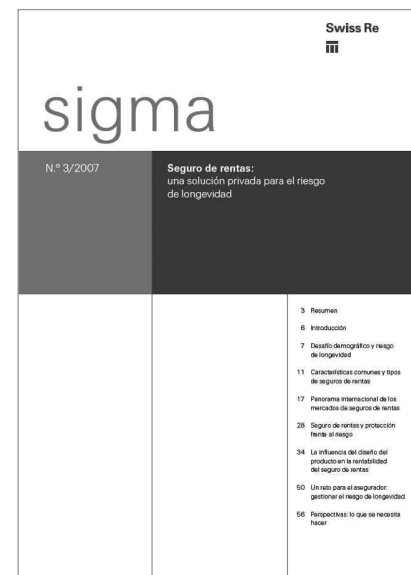 Swiss Re
sigma
N.º 3/2007
Seguro de rentas:
una solución privada para el riesgo
de longevidad
3 Resumen
6 Introducción
7 Desafío demográfico y riesgo
de longevidad
11 Características comunes y tipos
de seguros de rentas
17 Panorama internacional de los
mercados de seguros de rentas
28 Seguro de rentas y protección
frente al riesgo
34 La influencia del diseño del
producto en la rentabilidad
del seguro de rentas
50 Un reto para el asegurador:
gestionar el riesgo de longevidad
56 Perspectivas: lo que se necesita
hacer